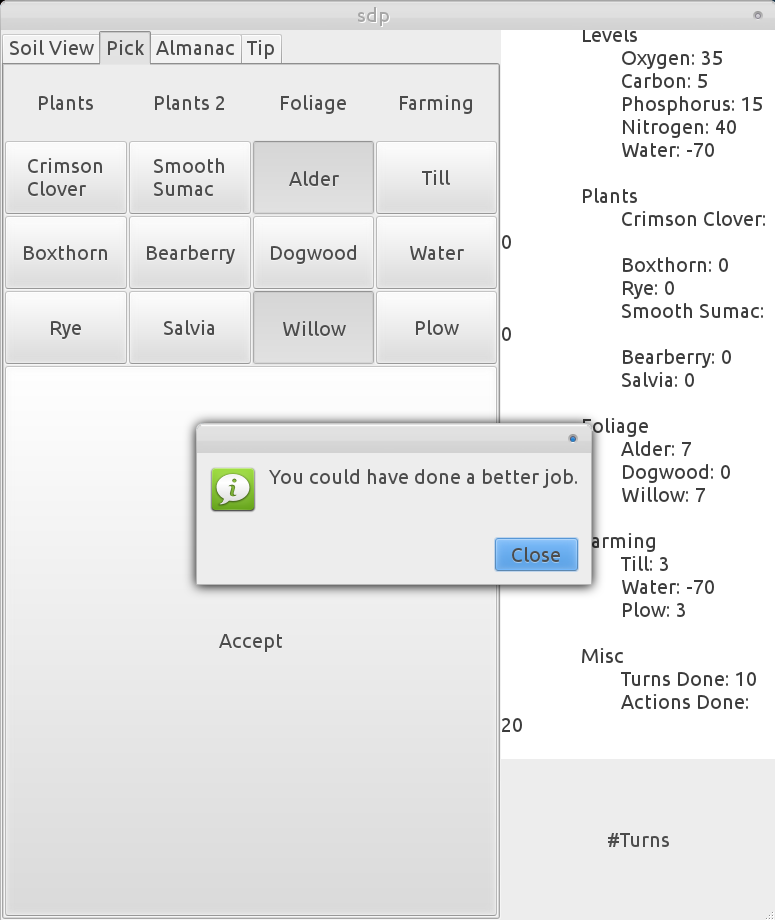 sdp
Soil View Pick Almanac Tip
Plants Plants 2 Foliage Farming
Crimson
Clover
Smooth
Sumac
Alder
Till
Boxthorn Bearberry Dogwood Water
Rye Salvia Willow Plow
Accept
You could have done a better job.
Close
Levels
Oxygen: 35
Carbon: 5
Phosphorus: 15
Nitrogen: 40
Water: -70
Plants
Crimson Clover:
0
Boxthorn: 0
Rye: 0
Smooth Sumac:
0
Bearberry: 0
Salvia: 0
Foliage
Alder: 7
Dogwood: 0
Willow: 7
arming
Till: 3
Water: -70
Plow: 3
Misc
Turns Done: 10
Actions Done:
20
#Turns